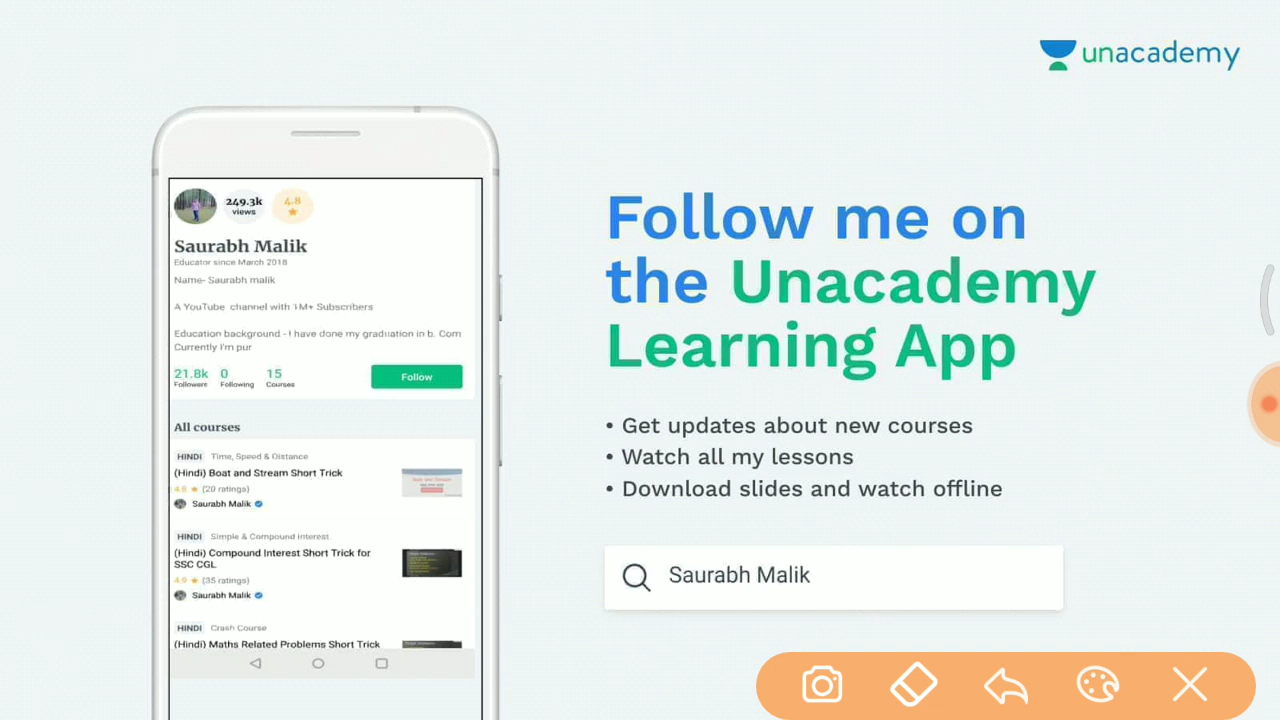 unacademy
249.3k
views
4.8
Saurabh Malik
Educator since March 2018
Name- Saurabh malik
A YouTube channel with 1M+ Subscribers
Education background - I have done my graduation in b. Com
Currently I'm pur
21.8k 0 15
Followers Following Courses
Follow
All courses
HINDI Time, Speed & Distance
(Hindi) Boat and Stream Short Trick
4.8 ★ (29 ratings)
Saurabh Malik
HINDI Simple & Compound Interest
(Hindi) Compound Interest Short Trick for
SSC CGL
4.9 ★ (35 ratings)
Saurabh Malik
HINDI Crash Course
(Hindi) Maths Related Problems Short Trick
Follow me on
the Unacademy
Learning App
• Get updates about new courses
• Watch all my lessons
• Download slides and watch offline
Saurabh Malik